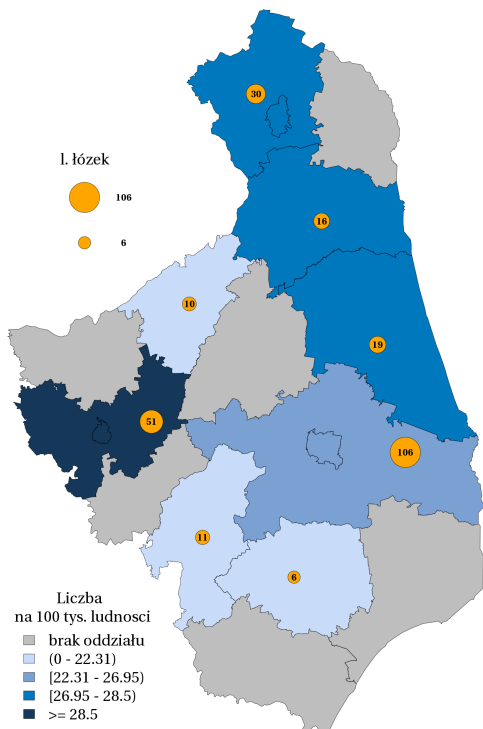 30
l. łózek
106
16
6
10
19
51
106
11
6
Liczba
na 100 tys. ludnosci
brak oddziału
(0 - 22.31)
[22.31 - 26.95)
[26.95 - 28.5)
>= 28.5